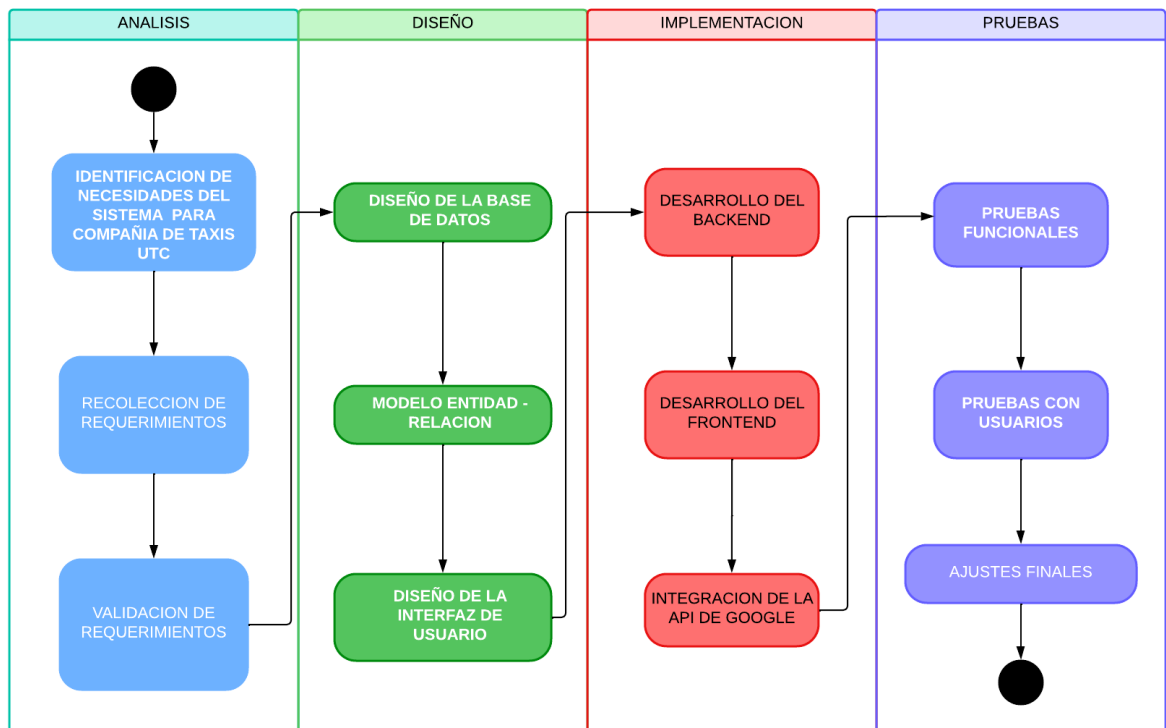 ANALISIS
DISEÑO
IMPLEMENTACION
PRUEBAS
IDENTIFICACION DE
NECESIDADES DEL
SISTEMA PARA
COMPAÑIA DE TAXIS
UTC
RECOLECCION DE
REQUERIMIENTOS
VALIDACION DE
REQUERIMIENTOS
DISEÑO DE LA BASE
DE DATOS
MODELO ENTIDAD -
RELACION
DISEÑO DE LA
INTERFAZ DE
USUARIO
DESARROLLO DEL
BACKEND
DESARROLLO DEL
FRONTEND
INTEGRACION DE LA
API DE GOOGLE
PRUEBAS
FUNCIONALES
PRUEBAS CON
USUARIOS
AJUSTES FINALES